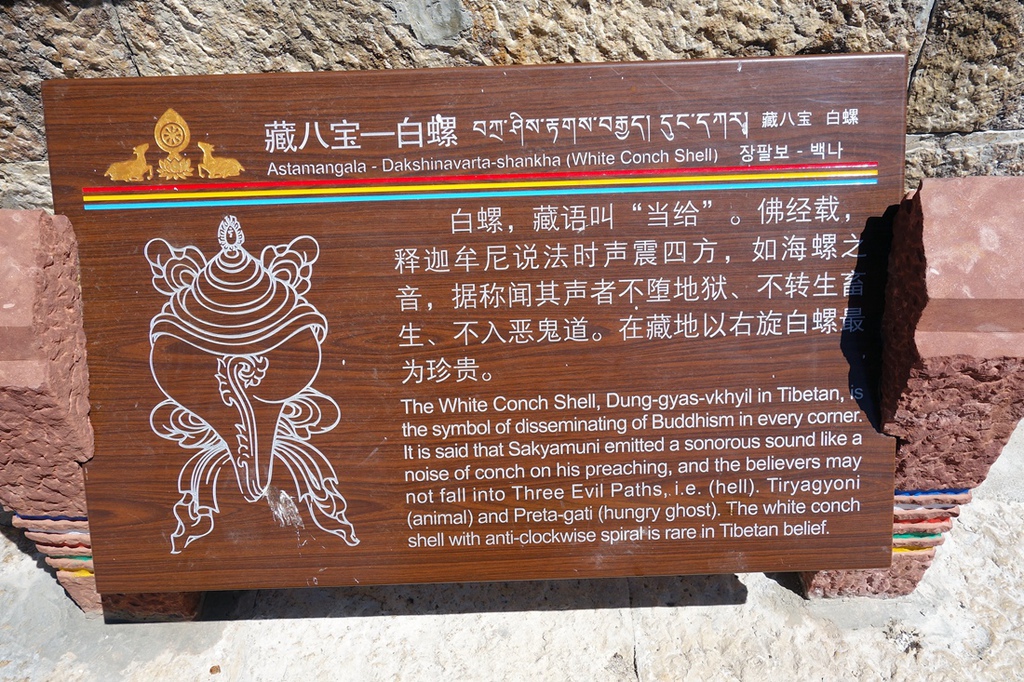 藏八宝—白螺 བཀྲ་ཤིས་རྟགས་བརྒྱད། དུང་དཀར། 藏八宝 白螺
Astamangala - Dakshinavarta-shankha (White Conch Shell) 장팔보 - 백나
白螺，藏语叫“当给”。佛经载，
释迦牟尼说法时声震四方，如海螺之
音，据称闻其声者不堕地狱、不转生畜
生、不入恶鬼道。在藏地以右旋白螺最
为珍贵。
The White Conch Shell, Dung-gyas-vkhyil in Tibetan, is
the symbol of disseminating of Buddhism in every corner.
It is said that Sakyamuni emitted a sonorous sound like a
noise of conch on his preaching, and the believers may
not fall into Three Evil Paths, i.e. (hell). Tiryagyoni
(animal) and Preta-gati (hungry ghost). The white conch
shell with anti-clockwise spiral is rare in Tibetan belief.